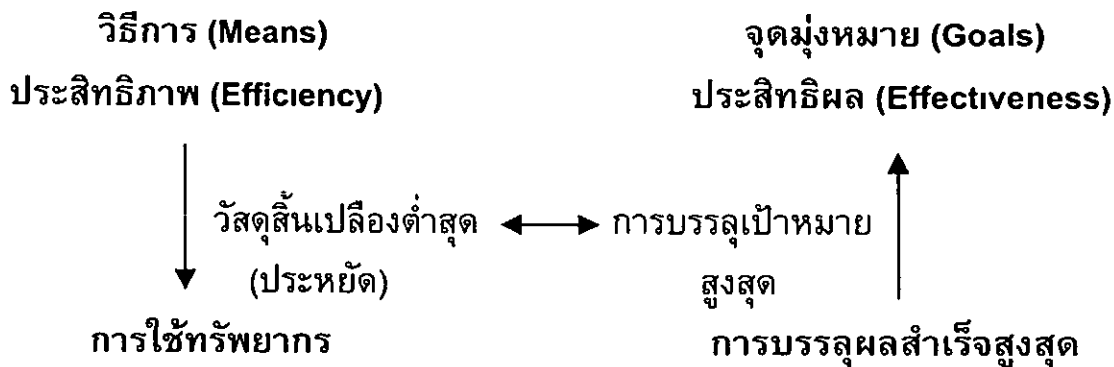 วิธีการ (Means)
จุดมุ่งหมาย (Goals)
ประสิทธิภาพ (Efficiency)
ประสิทธิผล (Effectiveness)
วัสดุสิ้นเปลืองต่ำสุด
การบรรลุเป้าหมาย
(ประหยัด)
สูงสุด
การใช้ทรัพยากร
การบรรลุผลสำเร็จสูงสุด